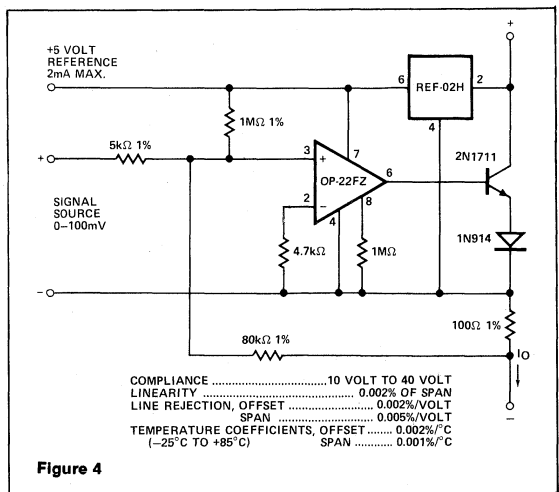 +5 VOLT
REFERENCE
2mA MAX.
+
6 REF-02H 2
4
1MΩ 1%
5kΩ 1%
+
3 + 7
2N1711
OP-22FZ 6
SIGNAL
SOURCE
0–100mV
2 −
4 8
1N914
4.7kΩ
1MΩ
−
100Ω 1%
80kΩ 1%
IO
−
COMPLIANCE ............................10 VOLT TO 40 VOLT
LINEARITY ............................... 0.002% OF SPAN
LINE REJECTION, OFFSET .................. 0.002%/VOLT
SPAN .................. 0.005%/VOLT
TEMPERATURE COEFFICIENTS, OFFSET ....... 0.002%/°C
(−25°C TO +85°C) SPAN ........... 0.001%/°C
Figure 4